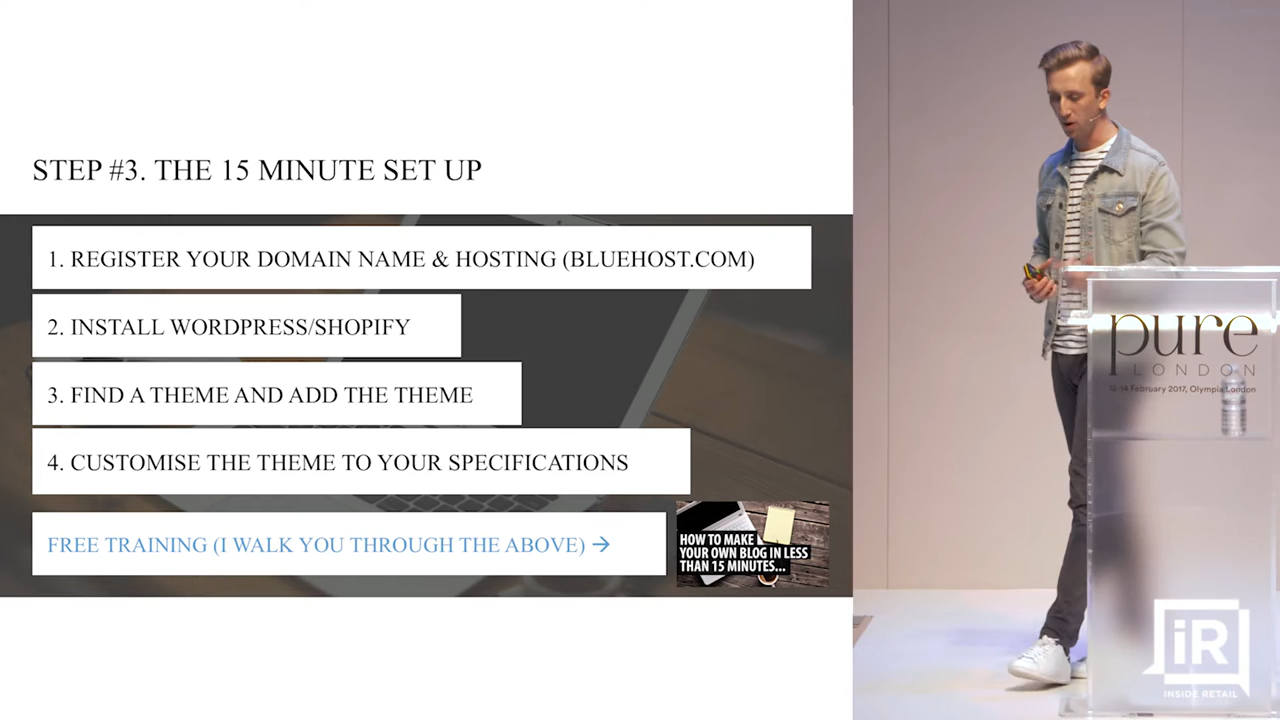 STEP #3. THE 15 MINUTE SET UP
1. REGISTER YOUR DOMAIN NAME & HOSTING (BLUEHOST.COM)
2. INSTALL WORDPRESS/SHOPIFY
3. FIND A THEME AND ADD THE THEME
4. CUSTOMISE THE THEME TO YOUR SPECIFICATIONS
FREE TRAINING (I WALK YOU THROUGH THE ABOVE) →
HOW TO MAKE
YOUR OWN BLOG IN LESS
THAN 15 MINUTES...
pure
LONDON
12-14 February 2017, Olympia London
iR
INSIDE RETAIL